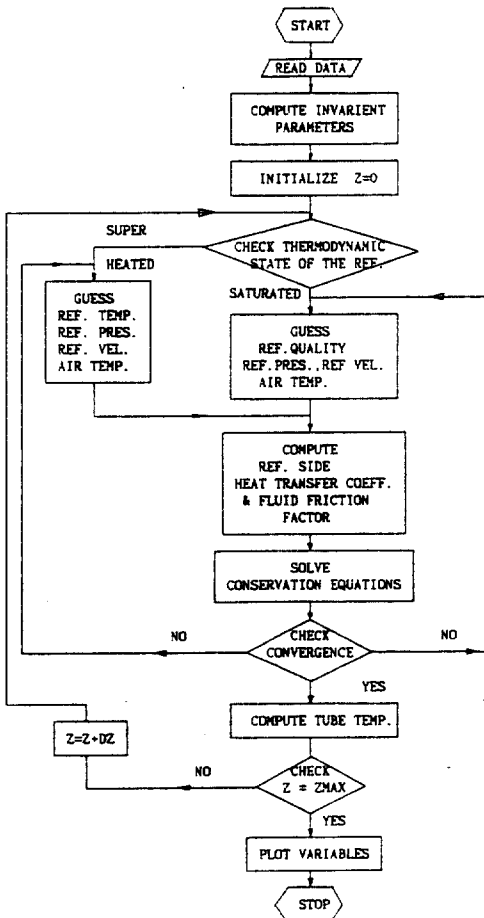 START
READ DATA
COMPUTE INVARIENT
PARAMETERS
INITIALIZE Z=0
SUPER
HEATED
CHECK THERMODYNAMIC
STATE OF THE REF.
SATURATED
GUESS
REF. TEMP.
REF. PRES.
REF. VEL.
AIR TEMP.
GUESS
REF.QUALITY
REF.PRES.,REF VEL.
AIR TEMP.
COMPUTE
REF. SIDE
HEAT TRANSFER COEFF.
& FLUID FRICTION
FACTOR
SOLVE
CONSERVATION EQUATIONS
NO
CHECK
CONVERGENCE
NO
YES
COMPUTE TUBE TEMP.
Z=Z+DZ
NO
CHECK
Z = ZMAX
YES
PLOT VARIABLES
STOP